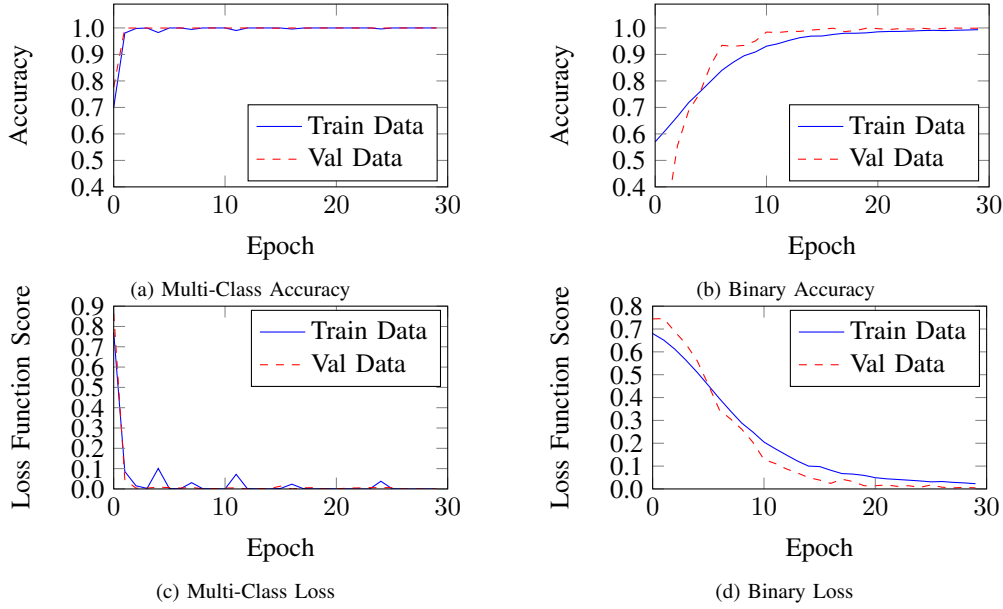 1.0
0.9
0.8
0.7
0.6
0.5
0.4
0 10 20 30
Accuracy
Epoch
Train Data
Val Data
(a) Multi-Class Accuracy
1.0
0.9
0.8
0.7
0.6
0.5
0.4
0 10 20 30
Accuracy
Epoch
Train Data
Val Data
(b) Binary Accuracy
0.9
0.8
0.7
0.6
0.5
0.4
0.3
0.2
0.1
0.0
0 10 20 30
Loss Function Score
Epoch
Train Data
Val Data
(c) Multi-Class Loss
0.8
0.7
0.6
0.5
0.4
0.3
0.2
0.1
0.0
0 10 20 30
Loss Function Score
Epoch
Train Data
Val Data
(d) Binary Loss